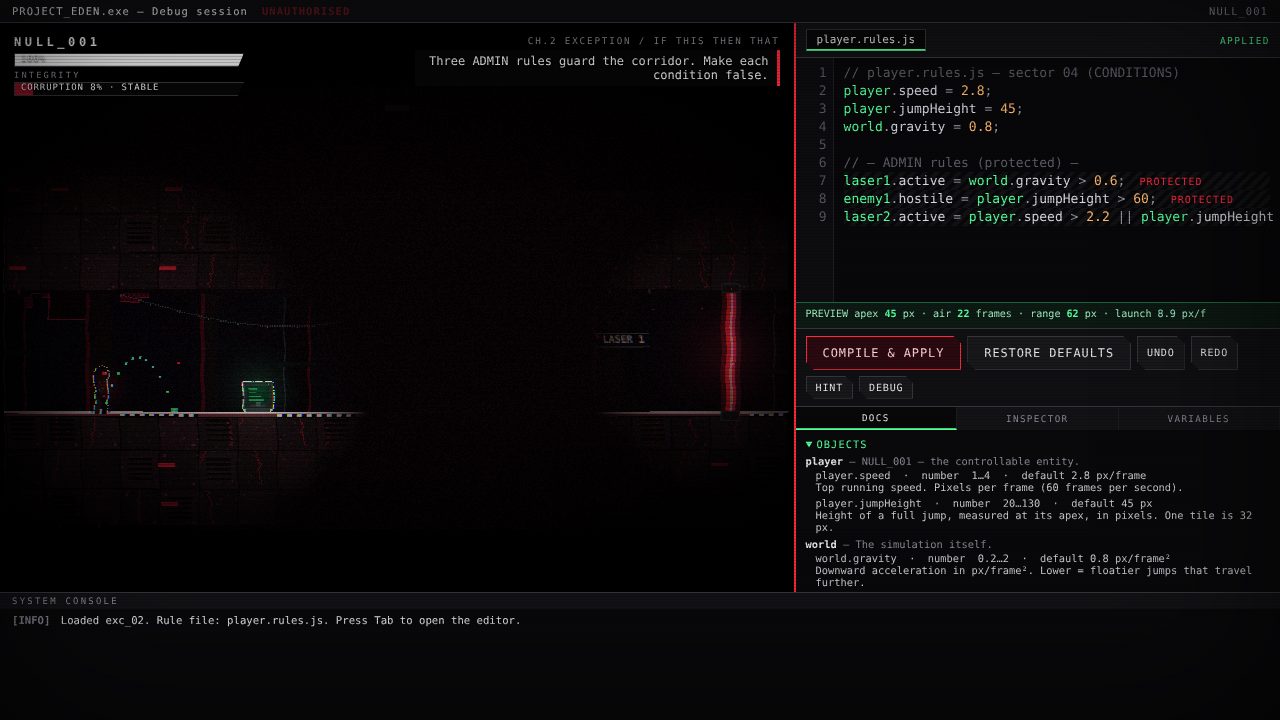 PROJECT_EDEN.exe — Debug session UNAUTHORISED NULL_001
NULL_001
100%
INTEGRITY
CORRUPTION 8% · STABLE
CH.2 EXCEPTION / IF THIS THEN THAT
Three ADMIN rules guard the corridor. Make each
condition false.
LASER 1
player.rules.js APPLIED
1 // player.rules.js — sector 04 (CONDITIONS)
2 player.speed = 2.8;
3 player.jumpHeight = 45;
4 world.gravity = 0.8;
5
6 // — ADMIN rules (protected) —
7 laser1.active = world.gravity > 0.6; PROTECTED
8 enemy1.hostile = player.jumpHeight > 60; PROTECTED
9 laser2.active = player.speed > 2.2 || player.jumpHeight
PREVIEW apex 45 px · air 22 frames · range 62 px · launch 8.9 px/f
COMPILE & APPLY RESTORE DEFAULTS UNDO REDO
HINT DEBUG
DOCS INSPECTOR VARIABLES
▼ OBJECTS
player — NULL_001 — the controllable entity.
player.speed · number 1…4 · default 2.8 px/frame
Top running speed. Pixels per frame (60 frames per second).
player.jumpHeight · number 20…130 · default 45 px
Height of a full jump, measured at its apex, in pixels. One tile is 32
px.
world — The simulation itself.
world.gravity · number 0.2…2 · default 0.8 px/frame²
Downward acceleration in px/frame². Lower = floatier jumps that travel
further.
SYSTEM CONSOLE
[INFO] Loaded exc_02. Rule file: player.rules.js. Press Tab to open the editor.